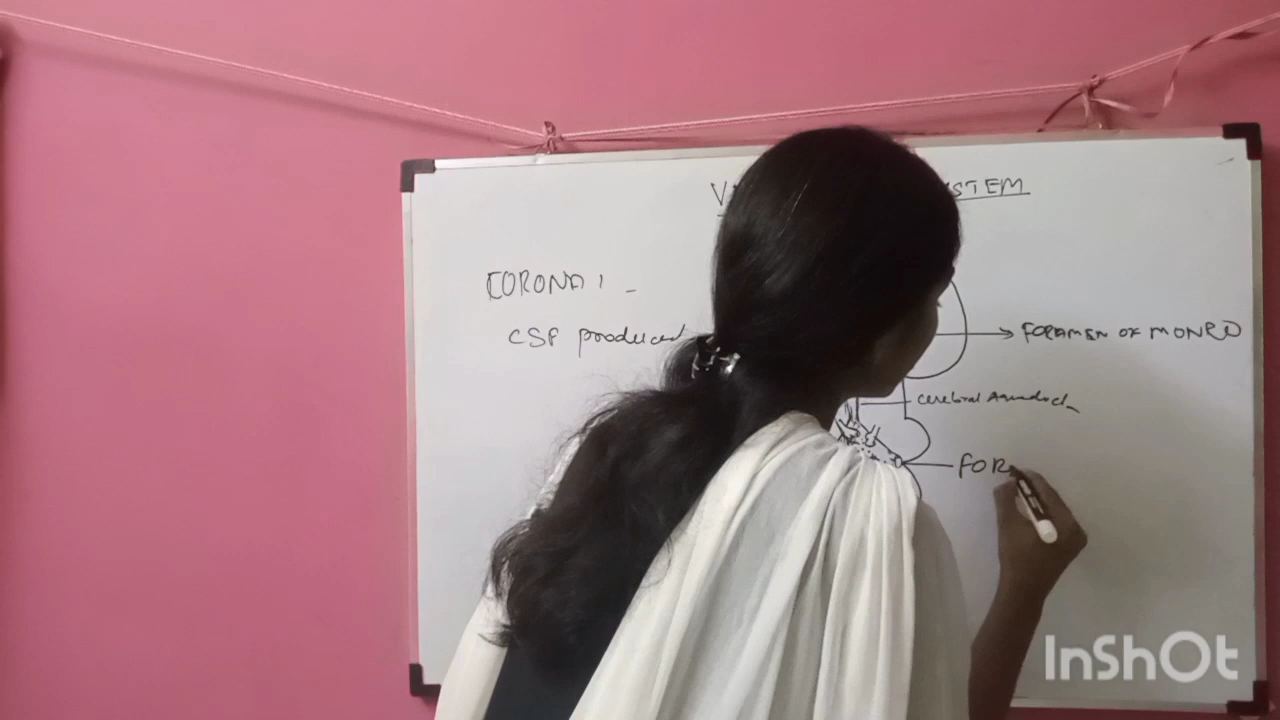 V STEM
CORONAL -
CSF produced
→ FORAMEN OF MONRO
cerebral Aqueduct
FOR
InShOt